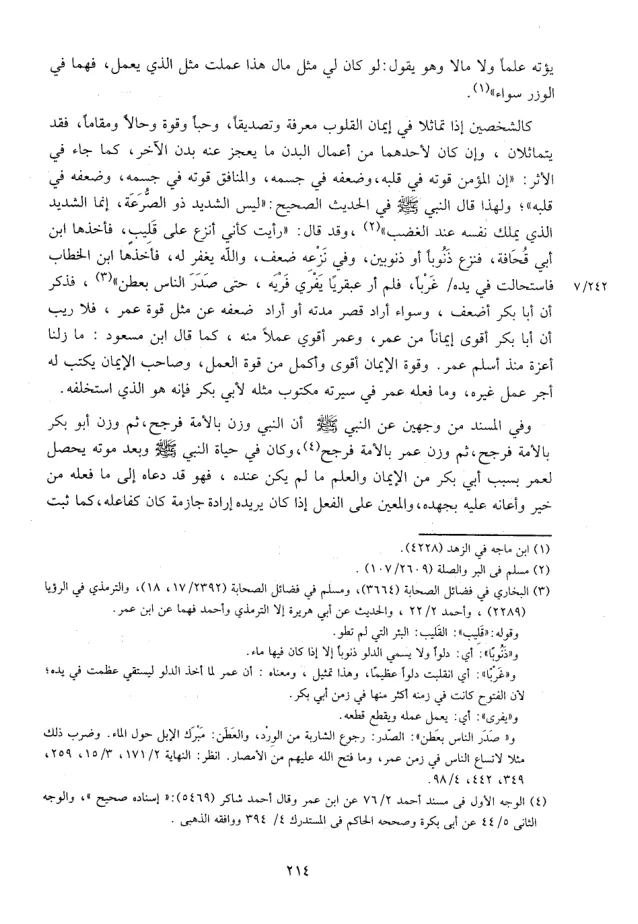 يؤته علماً ولا مالا وهو يقول: لو كان لي مثل مال هذا عملت مثل الذي يعمل، فهما في
الوزر سواء»(١).
كالشخصين إذا تماثلا في إيمان القلوب معرفة وتصديقاً، وحباً وقوة وحالاً ومقاماً، فقد
يتماثلان ، وإن كان لأحدهما من أعمال البدن ما يعجز عنه بدن الآخر، كما جاء في
الأثر: «إن المؤمن قوته في قلبه، وضعفه في جسمه، والمنافق قوته في جسمه، وضعفه في
قلبه»؛ ولهذا قال النبي ﷺ في الحديث الصحيح: «ليس الشديد ذو الصُّرَعَة، إنما الشديد
الذي يملك نفسه عند الغضب»(٢) ،وقد قال: «رأيت كأني أنزع على قَلِيب، فأخذها ابن
أبي قُحَافة، فنزع ذَنُوباً أو ذنوبين، وفي نَزْعِه ضعف، والله يغفر له، فأخذها ابن الخطاب
٧/٢٤٢ فاستحالت في يده/ غَرْباً، فلم أر عبقريًا يَفْرِي فَرْيَه ، حتى صَدَرَ الناس بعطن»(٣) ، فذكر
أن أبا بكر أضعف ، وسواء أراد قصر مدته أو أراد ضعفه عن مثل قوة عمر ، فلا ريب
أن أبا بكر أقوى إيماناً من عمر، وعمر أقوي عملاً منه ، كما قال ابن مسعود : ما زلنا
أعزة منذ أسلم عمر. وقوة الإيمان أقوى وأكمل من قوة العمل، وصاحب الإيمان يكتب له
أجر عمل غيره، وما فعله عمر في سيرته مكتوب مثله لأبي بكر فإنه هو الذي استخلفه.
وفي المسند من وجهين عن النبي ﷺ أن النبي وزن بالأمة فرجح، ثم وزن أبو بكر
بالأمة فرجح، ثم وزن عمر بالأمة فرجح(٤)، وكان في حياة النبي ﷺ وبعد موته يحصل
لعمر بسبب أبي بكر من الإيمان والعلم ما لم يكن عنده ، فهو قد دعاه إلى ما فعله من
خير وأعانه عليه بجهده، والمعين على الفعل إذا كان يريده إرادة جازمة كان كفاعله، كما ثبت
(١) ابن ماجه في الزهد (٤٢٢٨).
(٢) مسلم فى البر والصلة (١٠٧/٢٦٠٩) .
(٣) البخاري في فضائل الصحابة (٣٦٦٤)، ومسلم في فضائل الصحابة (١٧/٢٣٩٢، ١٨)، والترمذي في الرؤيا
(٢٢٨٩) ، وأحمد ٢٢/٢ ، والحديث عن أبي هريرة إلا الترمذي وأحمد فهما عن ابن عمر.
وقوله: «قليب»: القَلِيب: البئر التي لم تطو.
و«ذَنُوبًا»: أي: دلواً ولا يسمي الدلو ذنوباً إلا إذا كان فيها ماء.
و«غَرْبًا»: أي انقلبت دلواً عظيمًا، وهذا تمثيل ، ومعناه : أن عمر لما أخذ الدلو ليستقي عظمت في يده؛
لان الفتوح كانت في زمنه أكثر منها في زمن أبي بكر.
و«يفرى»: أي: يعمل عمله ويقطع قطعه.
و« صَدَر الناس بعَطَن»: الصَّدَر: رجوع الشاربة من الوِرْد، والعَطَن: مَبْرَك الإبل حول الماء. وضرب ذلك
مثلا لاتساع الناس في زمن عمر، وما فتح الله عليهم من الأمصار. انظر: النهاية ١٧١/٢، ١٥/٣، ٢٥٩،
٣٤٩، ٤٤٢، ٩٨/٤.
(٤) الوجه الأول فى مسند أحمد ٧٦/٢ عن ابن عمر وقال أحمد شاكر (٥٤٦٩): « إسناده صحيح »، والوجه
الثانى ٤٤/٥ عن أبى بكرة وصححه الحاكم فى المستدرك ٤/ ٣٩٤ ووافقه الذهبى .
٢١٤